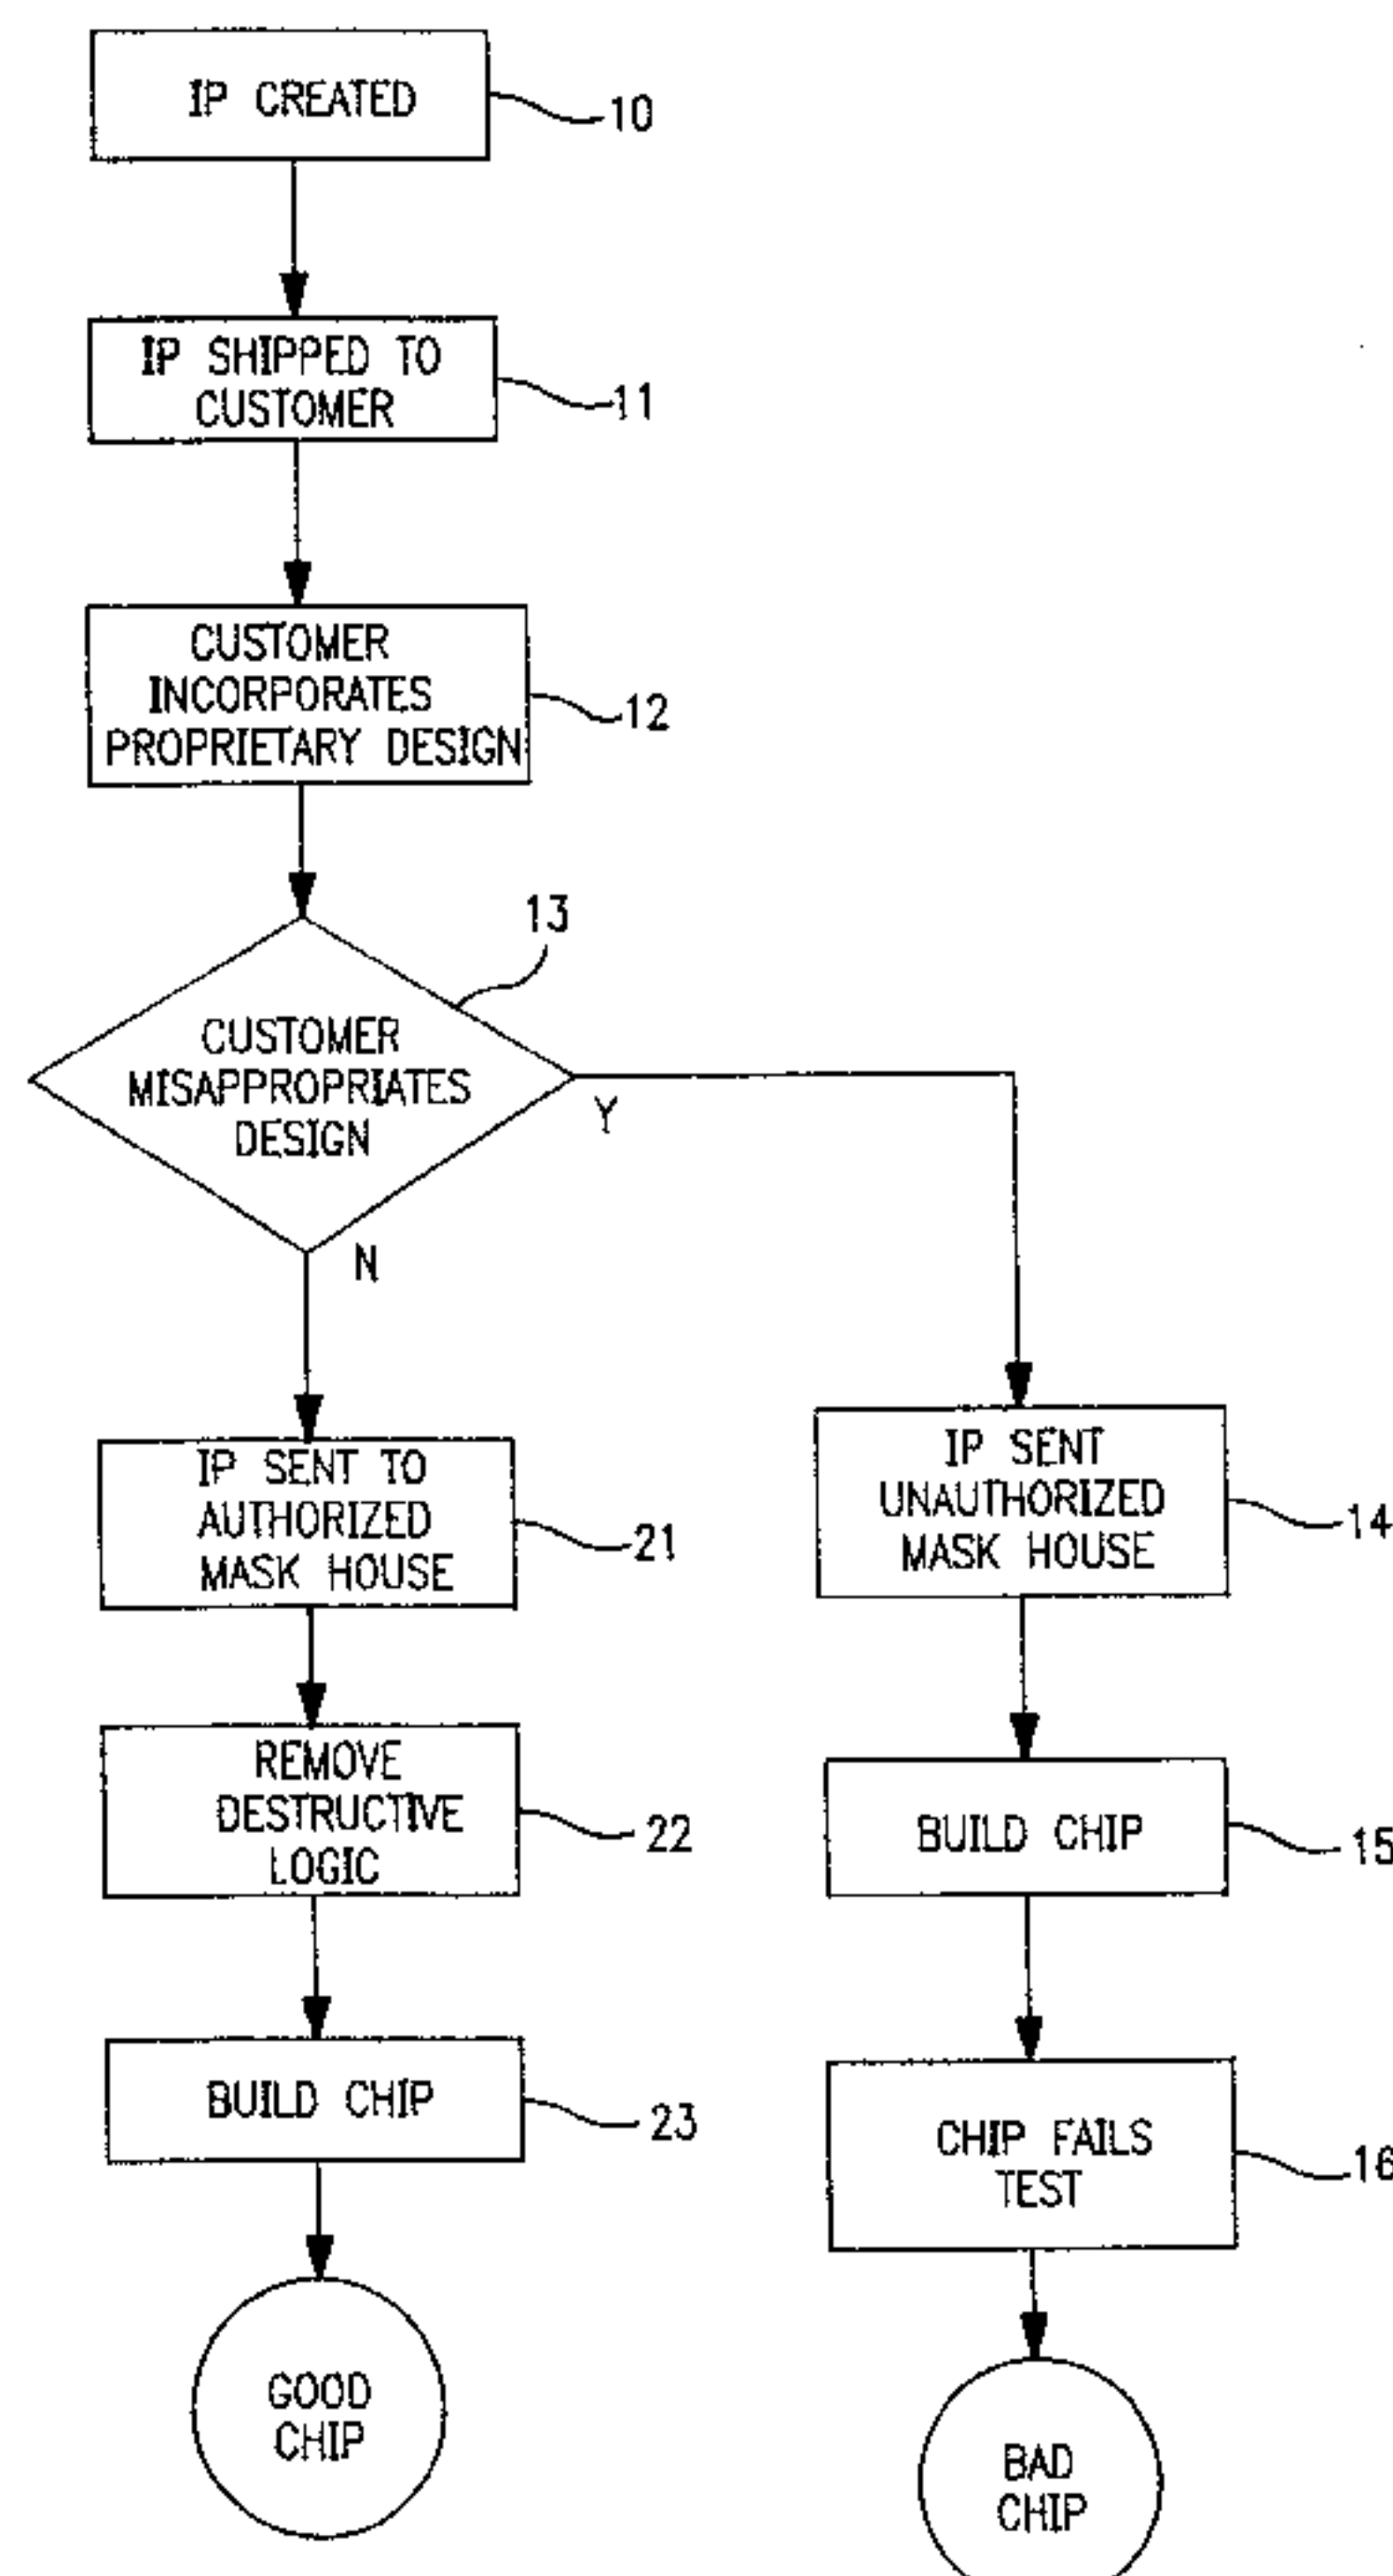 IP CREATED
10
IP SHIPPED TO
CUSTOMER
11
CUSTOMER
INCORPORATES
PROPRIETARY DESIGN
12
13
CUSTOMER
MISAPPROPRIATES
DESIGN
Y
N
IP SENT TO
AUTHORIZED
MASK HOUSE
21
REMOVE
DESTRUCTIVE
LOGIC
22
BUILD CHIP
23
GOOD
CHIP
IP SENT
UNAUTHORIZED
MASK HOUSE
14
BUILD CHIP
15
CHIP FAILS
TEST
16
BAD
CHIP